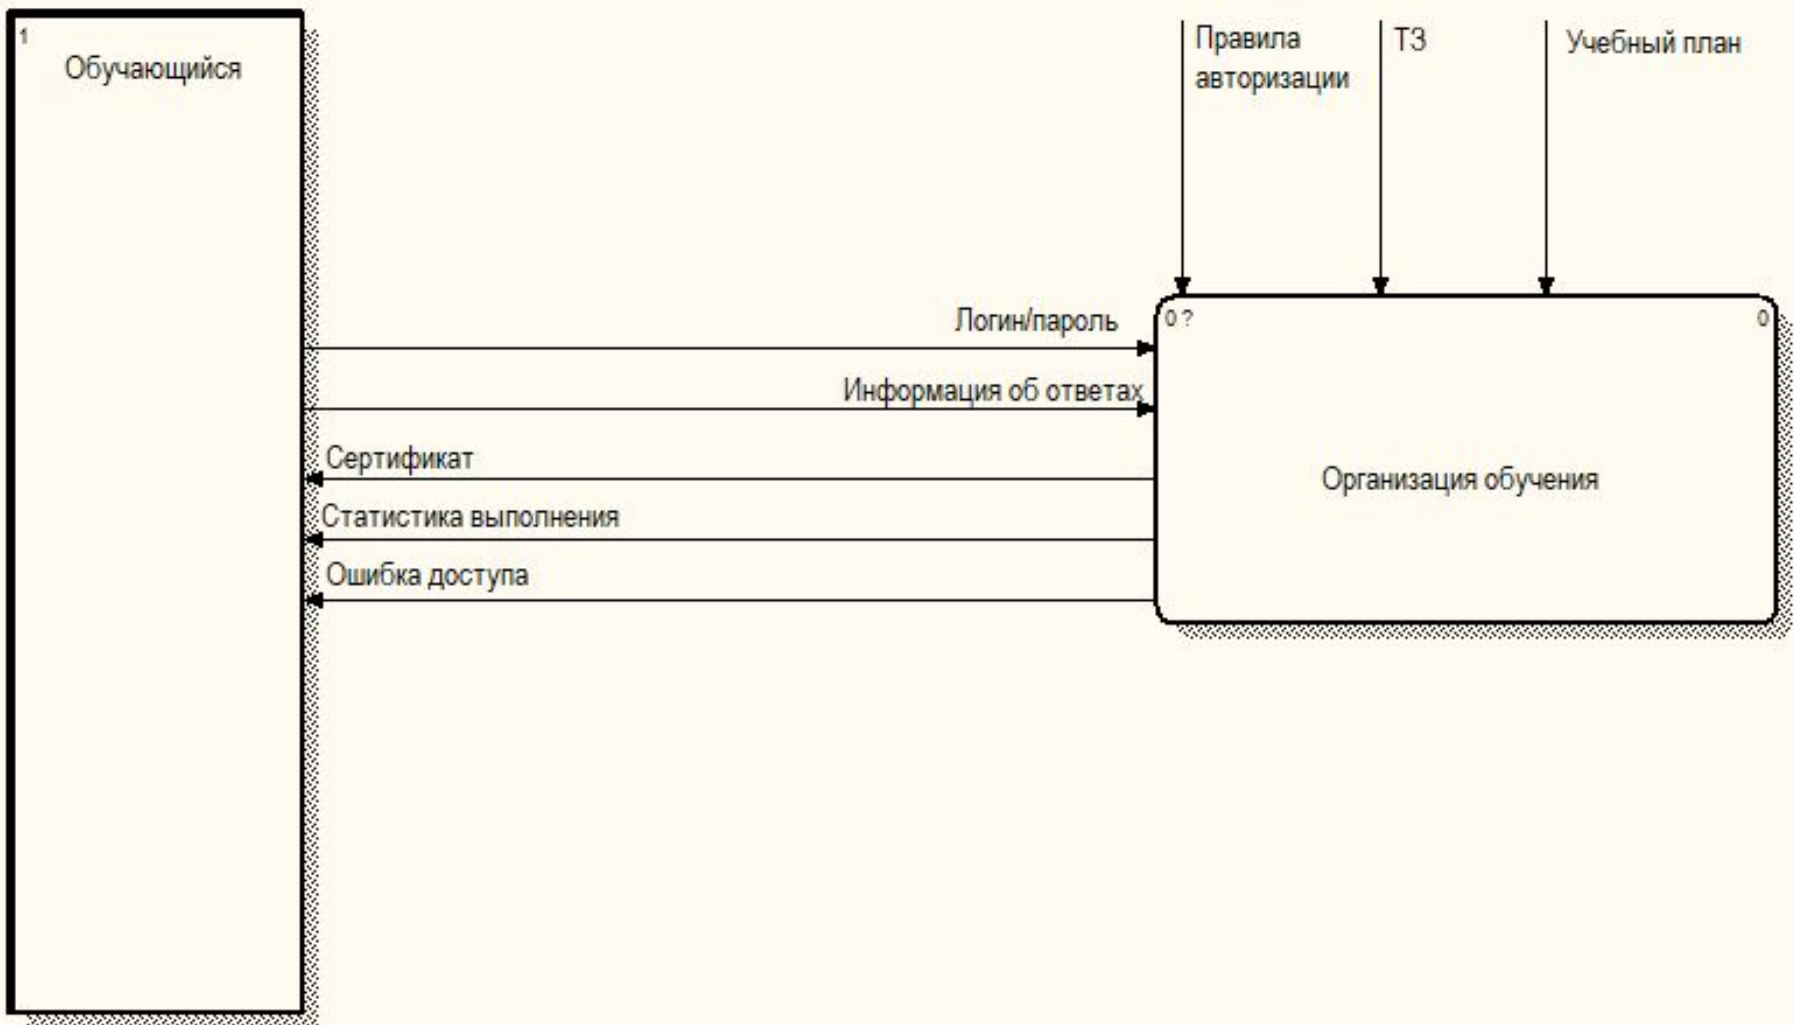 1
Обучающийся
Правила
авторизации
ТЗ
Учебный план
Логин/пароль
0 ?
0
Информация об ответах
Сертификат
Организация обучения
Статистика выполнения
Ошибка доступа